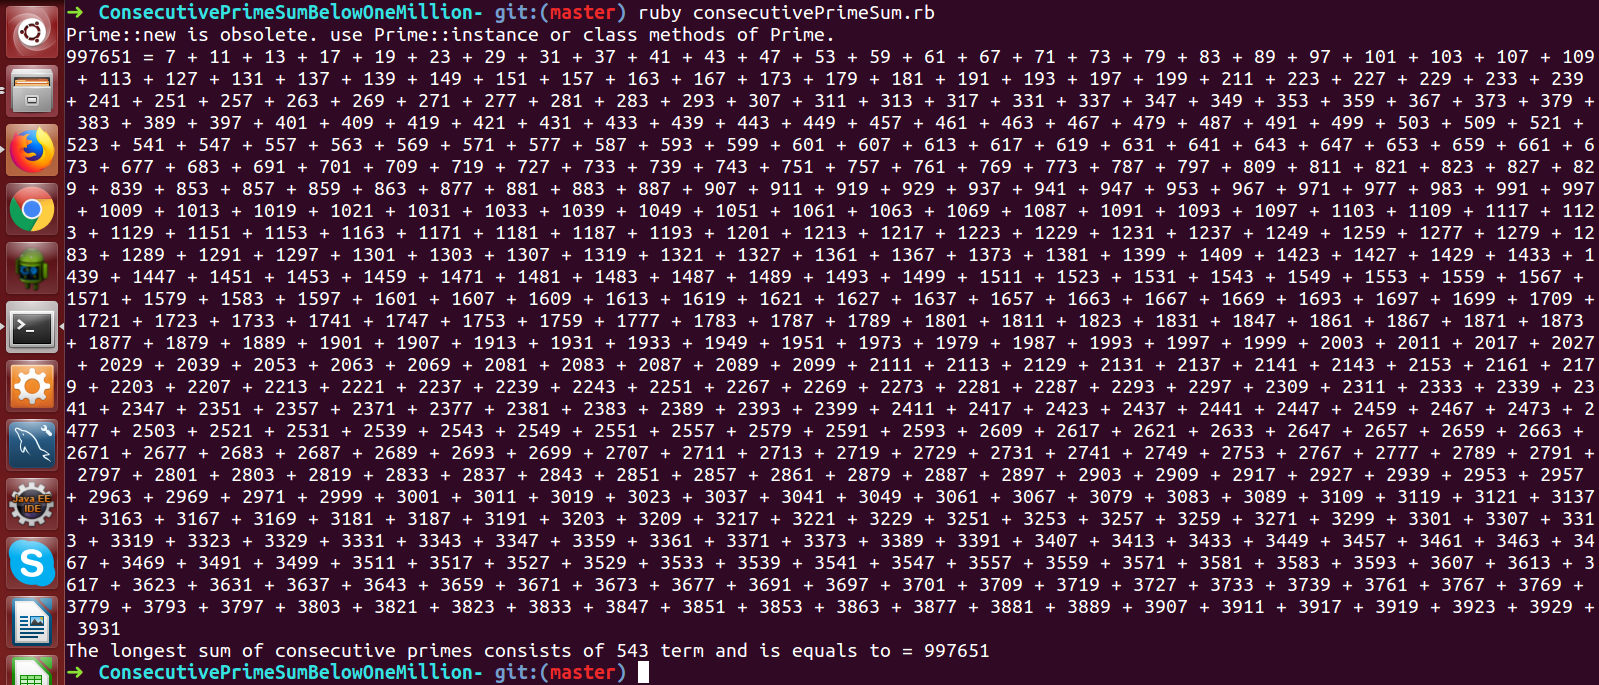 ➜ ConsecutivePrimeSumBelowOneMillion- git:(master) ruby consecutivePrimeSum.rb
Prime::new is obsolete. use Prime::instance or class methods of Prime.
997651 = 7 + 11 + 13 + 17 + 19 + 23 + 29 + 31 + 37 + 41 + 43 + 47 + 53 + 59 + 61 + 67 + 71 + 73 + 79 + 83 + 89 + 97 + 101 + 103 + 107 + 109
+ 113 + 127 + 131 + 137 + 139 + 149 + 151 + 157 + 163 + 167 + 173 + 179 + 181 + 191 + 193 + 197 + 199 + 211 + 223 + 227 + 229 + 233 + 239
+ 241 + 251 + 257 + 263 + 269 + 271 + 277 + 281 + 283 + 293 + 307 + 311 + 313 + 317 + 331 + 337 + 347 + 349 + 353 + 359 + 367 + 373 + 379 +
383 + 389 + 397 + 401 + 409 + 419 + 421 + 431 + 433 + 439 + 443 + 449 + 457 + 461 + 463 + 467 + 479 + 487 + 491 + 499 + 503 + 509 + 521 +
523 + 541 + 547 + 557 + 563 + 569 + 571 + 577 + 587 + 593 + 599 + 601 + 607 + 613 + 617 + 619 + 631 + 641 + 643 + 647 + 653 + 659 + 661 + 6
73 + 677 + 683 + 691 + 701 + 709 + 719 + 727 + 733 + 739 + 743 + 751 + 757 + 761 + 769 + 773 + 787 + 797 + 809 + 811 + 821 + 823 + 827 + 82
9 + 839 + 853 + 857 + 859 + 863 + 877 + 881 + 883 + 887 + 907 + 911 + 919 + 929 + 937 + 941 + 947 + 953 + 967 + 971 + 977 + 983 + 991 + 997
+ 1009 + 1013 + 1019 + 1021 + 1031 + 1033 + 1039 + 1049 + 1051 + 1061 + 1063 + 1069 + 1087 + 1091 + 1093 + 1097 + 1103 + 1109 + 1117 + 112
3 + 1129 + 1151 + 1153 + 1163 + 1171 + 1181 + 1187 + 1193 + 1201 + 1213 + 1217 + 1223 + 1229 + 1231 + 1237 + 1249 + 1259 + 1277 + 1279 + 12
83 + 1289 + 1291 + 1297 + 1301 + 1303 + 1307 + 1319 + 1321 + 1327 + 1361 + 1367 + 1373 + 1381 + 1399 + 1409 + 1423 + 1427 + 1429 + 1433 + 1
439 + 1447 + 1451 + 1453 + 1459 + 1471 + 1481 + 1483 + 1487 + 1489 + 1493 + 1499 + 1511 + 1523 + 1531 + 1543 + 1549 + 1553 + 1559 + 1567 +
1571 + 1579 + 1583 + 1597 + 1601 + 1607 + 1609 + 1613 + 1619 + 1621 + 1627 + 1637 + 1657 + 1663 + 1667 + 1669 + 1693 + 1697 + 1699 + 1709 +
1721 + 1723 + 1733 + 1741 + 1747 + 1753 + 1759 + 1777 + 1783 + 1787 + 1789 + 1801 + 1811 + 1823 + 1831 + 1847 + 1861 + 1867 + 1871 + 1873
+ 1877 + 1879 + 1889 + 1901 + 1907 + 1913 + 1931 + 1933 + 1949 + 1951 + 1973 + 1979 + 1987 + 1993 + 1997 + 1999 + 2003 + 2011 + 2017 + 2027
+ 2029 + 2039 + 2053 + 2063 + 2069 + 2081 + 2083 + 2087 + 2089 + 2099 + 2111 + 2113 + 2129 + 2131 + 2137 + 2141 + 2143 + 2153 + 2161 + 217
9 + 2203 + 2207 + 2213 + 2221 + 2237 + 2239 + 2243 + 2251 + 2267 + 2269 + 2273 + 2281 + 2287 + 2293 + 2297 + 2309 + 2311 + 2333 + 2339 + 23
41 + 2347 + 2351 + 2357 + 2371 + 2377 + 2381 + 2383 + 2389 + 2393 + 2399 + 2411 + 2417 + 2423 + 2437 + 2441 + 2447 + 2459 + 2467 + 2473 + 2
477 + 2503 + 2521 + 2531 + 2539 + 2543 + 2549 + 2551 + 2557 + 2579 + 2591 + 2593 + 2609 + 2617 + 2621 + 2633 + 2647 + 2657 + 2659 + 2663 +
2671 + 2677 + 2683 + 2687 + 2689 + 2693 + 2699 + 2707 + 2711 + 2713 + 2719 + 2729 + 2731 + 2741 + 2749 + 2753 + 2767 + 2777 + 2789 + 2791 +
2797 + 2801 + 2803 + 2819 + 2833 + 2837 + 2843 + 2851 + 2857 + 2861 + 2879 + 2887 + 2897 + 2903 + 2909 + 2917 + 2927 + 2939 + 2953 + 2957
+ 2963 + 2969 + 2971 + 2999 + 3001 + 3011 + 3019 + 3023 + 3037 + 3041 + 3049 + 3061 + 3067 + 3079 + 3083 + 3089 + 3109 + 3119 + 3121 + 3137
+ 3163 + 3167 + 3169 + 3181 + 3187 + 3191 + 3203 + 3209 + 3217 + 3221 + 3229 + 3251 + 3253 + 3257 + 3259 + 3271 + 3299 + 3301 + 3307 + 331
3 + 3319 + 3323 + 3329 + 3331 + 3343 + 3347 + 3359 + 3361 + 3371 + 3373 + 3389 + 3391 + 3407 + 3413 + 3433 + 3449 + 3457 + 3461 + 3463 + 34
67 + 3469 + 3491 + 3499 + 3511 + 3517 + 3527 + 3529 + 3533 + 3539 + 3541 + 3547 + 3557 + 3559 + 3571 + 3581 + 3583 + 3593 + 3607 + 3613 + 3
617 + 3623 + 3631 + 3637 + 3643 + 3659 + 3671 + 3673 + 3677 + 3691 + 3697 + 3701 + 3709 + 3719 + 3727 + 3733 + 3739 + 3761 + 3767 + 3769 +
3779 + 3793 + 3797 + 3803 + 3821 + 3823 + 3833 + 3847 + 3851 + 3853 + 3863 + 3877 + 3881 + 3889 + 3907 + 3911 + 3917 + 3919 + 3923 + 3929 +
3931
The longest sum of consecutive primes consists of 543 term and is equals to = 997651
➜ ConsecutivePrimeSumBelowOneMillion- git:(master)
Java EE
IDE
S